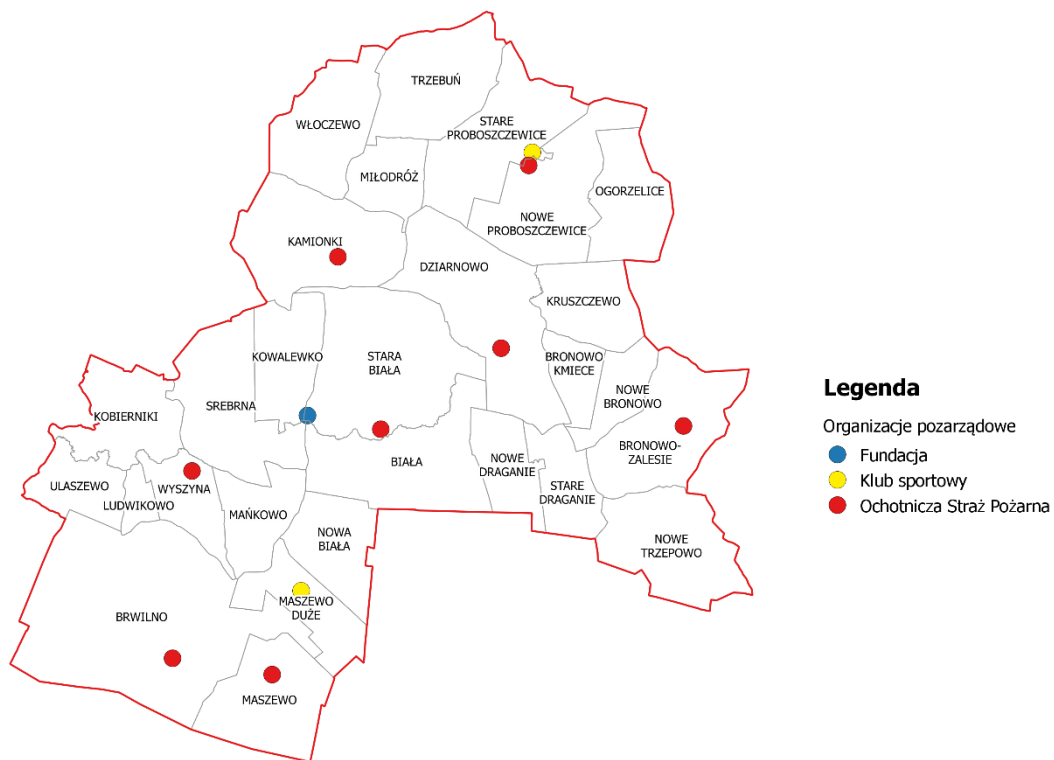 TRZEBUŃ
WŁOCZEWO
STARE
PROBOSZCZEWICE
MIŁODRÓŻ
OGORZELICE
NOWE
PROBOSZCZEWICE
KAMIONKI
DZIARNOWO
KRUSZCZEWO
KOWALEWKO
STARA
BIAŁA
BRONOWO
KMIECE
NOWE
BRONOWO
SREBRNA
KOBIERNIKI
BRONOWO-
ZALESIE
BIAŁA
NOWE
DRAGANIE
STARE
DRAGANIE
ULASZEWO
LUDWIKOWO
WYSZYNA
MAŃKOWO
NOWA
BIAŁA
NOWE
TRZEPOWO
MASZEWO
DUŻE
BRWILNO
MASZEWO
Legenda
Organizacje pozarządowe
Fundacja
Klub sportowy
Ochotnicza Straż Pożarna